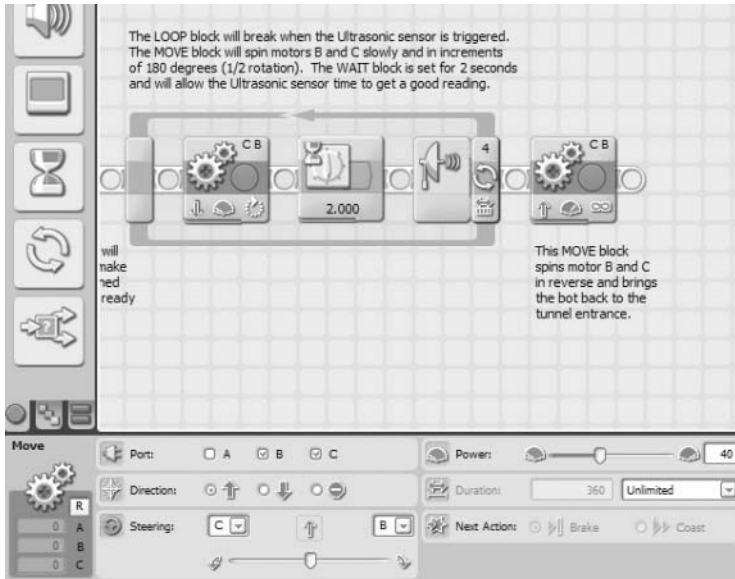 The LOOP block will break when the Ultrasonic sensor is triggered.
The MOVE block will spin motors B and C slowly and in increments
of 180 degrees (1/2 rotation).  The WAIT block is set for 2 seconds
and will allow the Ultrasonic sensor time to get a good reading.
C B
2.000
4
C B
will
make
ned
ready
This MOVE block
spins motor B and C
in reverse and brings
the bot back to the
tunnel entrance.
Move
R
0 A
0 B
0 C
Port: A B C
Direction:
Steering: C B
Power: 40
Duration: 360 Unlimited
Next Action: Brake Coast